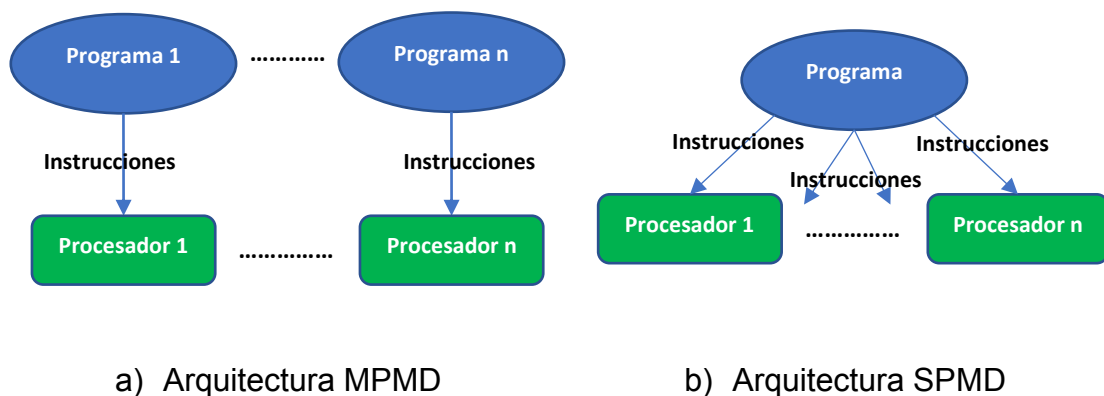 Programa 1
.............
Programa n
Instrucciones
Instrucciones
Procesador 1
...............
Procesador n
a) Arquitectura MPMD
Programa
Instrucciones
Instrucciones
Instrucciones
Procesador 1
...............
Procesador n
b) Arquitectura SPMD